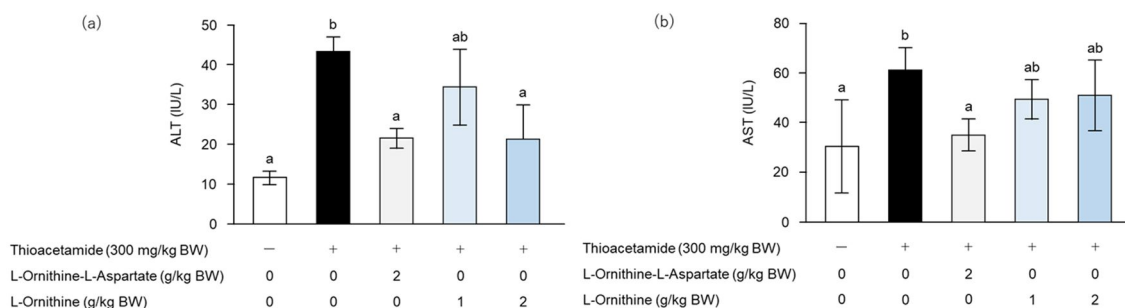 (a)
50
40
30
20
10
0
ALT (IU/L)
a b a ab a
Thioacetamide (300 mg/kg BW) — + + + +
L-Ornithine-L-Aspartate (g/kg BW) 0 0 2 0 0
L-Ornithine (g/kg BW) 0 0 0 1 2
(b)
80
60
40
20
0
AST (IU/L)
a b a ab ab
Thioacetamide (300 mg/kg BW) — + + + +
L-Ornithine-L-Aspartate (g/kg BW) 0 0 2 0 0
L-Ornithine (g/kg BW) 0 0 0 1 2